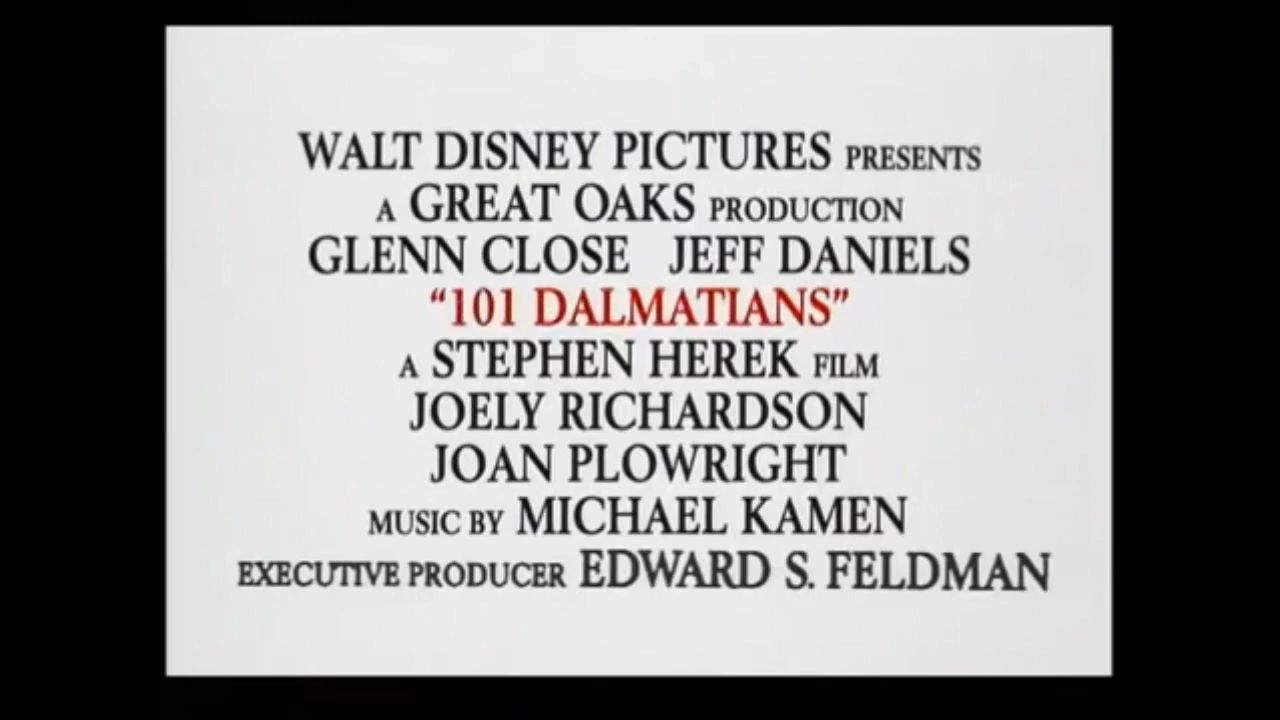 WALT DISNEY PICTURES PRESENTS
A GREAT OAKS PRODUCTION
GLENN CLOSE JEFF DANIELS
“101 DALMATIANS”
A STEPHEN HEREK FILM
JOELY RICHARDSON
JOAN PLOWRIGHT
MUSIC BY MICHAEL KAMEN
EXECUTIVE PRODUCER EDWARD S. FELDMAN